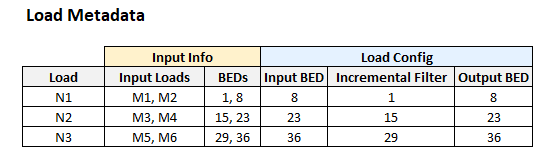 Load Metadata
Input Info Load Config
Load Input Loads BEDs Input BED Incremental Filter Output BED
N1 M1, M2 1, 8 8 1 8
N2 M3, M4 15, 23 23 15 23
N3 M5, M6 29, 36 36 29 36